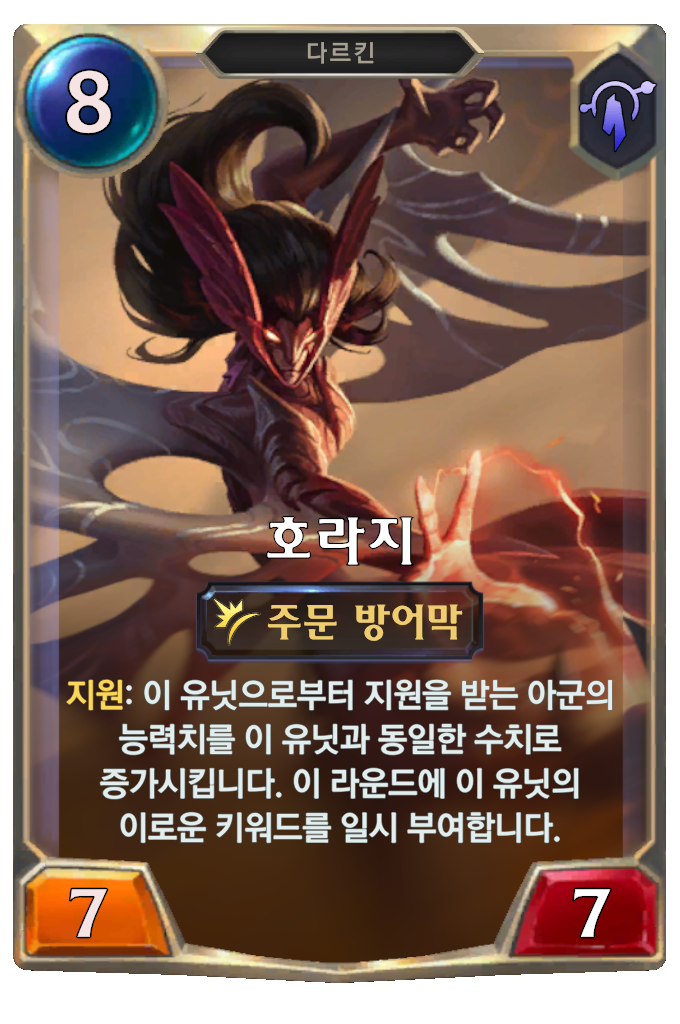 다르킨
8
호라지
주문 방어막
지원: 이 유닛으로부터 지원을 받는 아군의
능력치를 이 유닛과 동일한 수치로
증가시킵니다. 이 라운드에 이 유닛의
이로운 키워드를 일시 부여합니다.
7
7